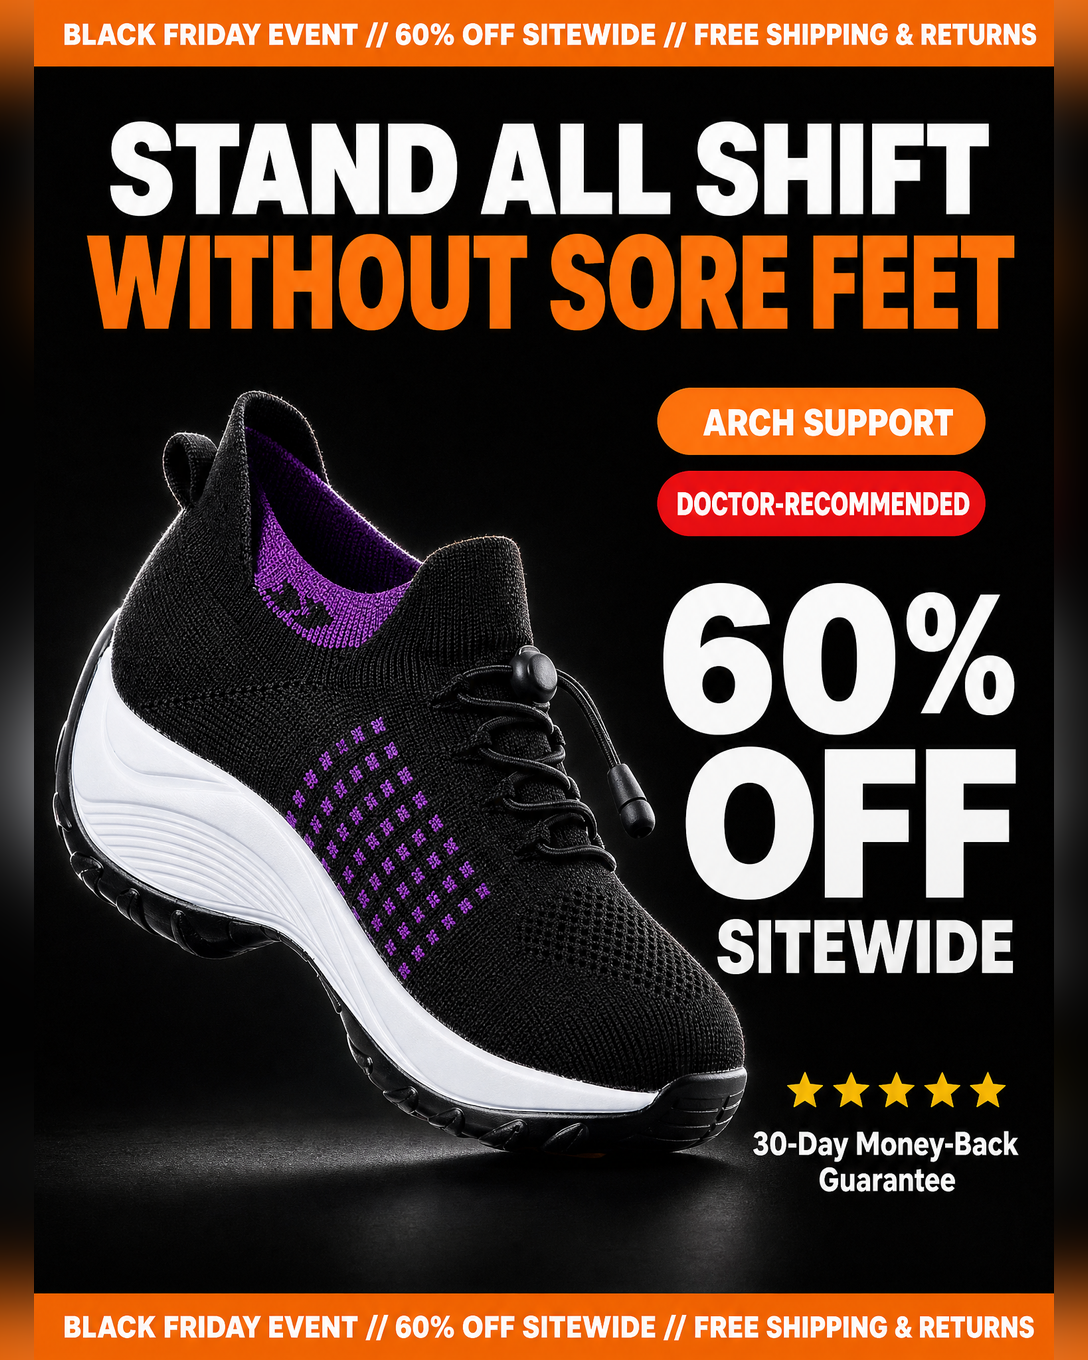 BLACK FRIDAY EVENT // 60% OFF SITEWIDE // FREE SHIPPING & RETURNS
STAND ALL SHIFT
WITHOUT SORE FEET
ARCH SUPPORT
DOCTOR-RECOMMENDED
60%
OFF
SITEWIDE
30-Day Money-Back
Guarantee
BLACK FRIDAY EVENT // 60% OFF SITEWIDE // FREE SHIPPING & RETURNS